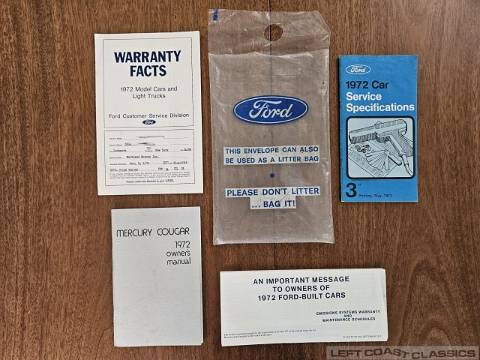 WARRANTY
FACTS
1972 Model Cars and
Light Trucks
Ford Customer Service Division
Ford
Ford
THIS ENVELOPE CAN ALSO
BE USED AS A LITTER BAG
PLEASE DON'T LITTER
... BAG IT!
Ford
1972 Car
Service
Specifications
3
MERCURY COUGAR
1972
owner's
manual
AN IMPORTANT MESSAGE
TO OWNERS OF
1972 FORD-BUILT CARS
EMISSIONS SYSTEMS WARRANTY
AND
MAINTENANCE SCHEDULES
LEFT COAST CLASSICS